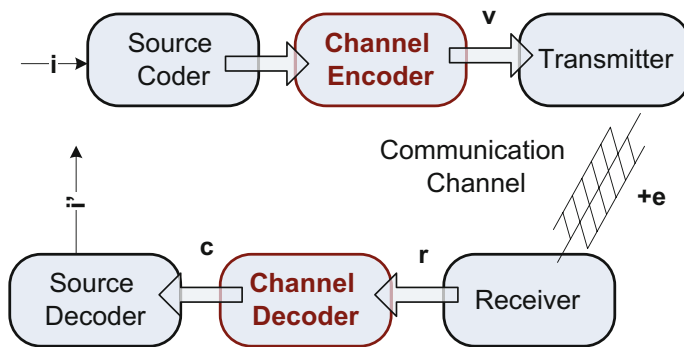 v
i
Source
Coder
Channel
Encoder
Transmitter
Communication
Channel
+e
i'
c
r
Source
Decoder
Channel
Decoder
Receiver